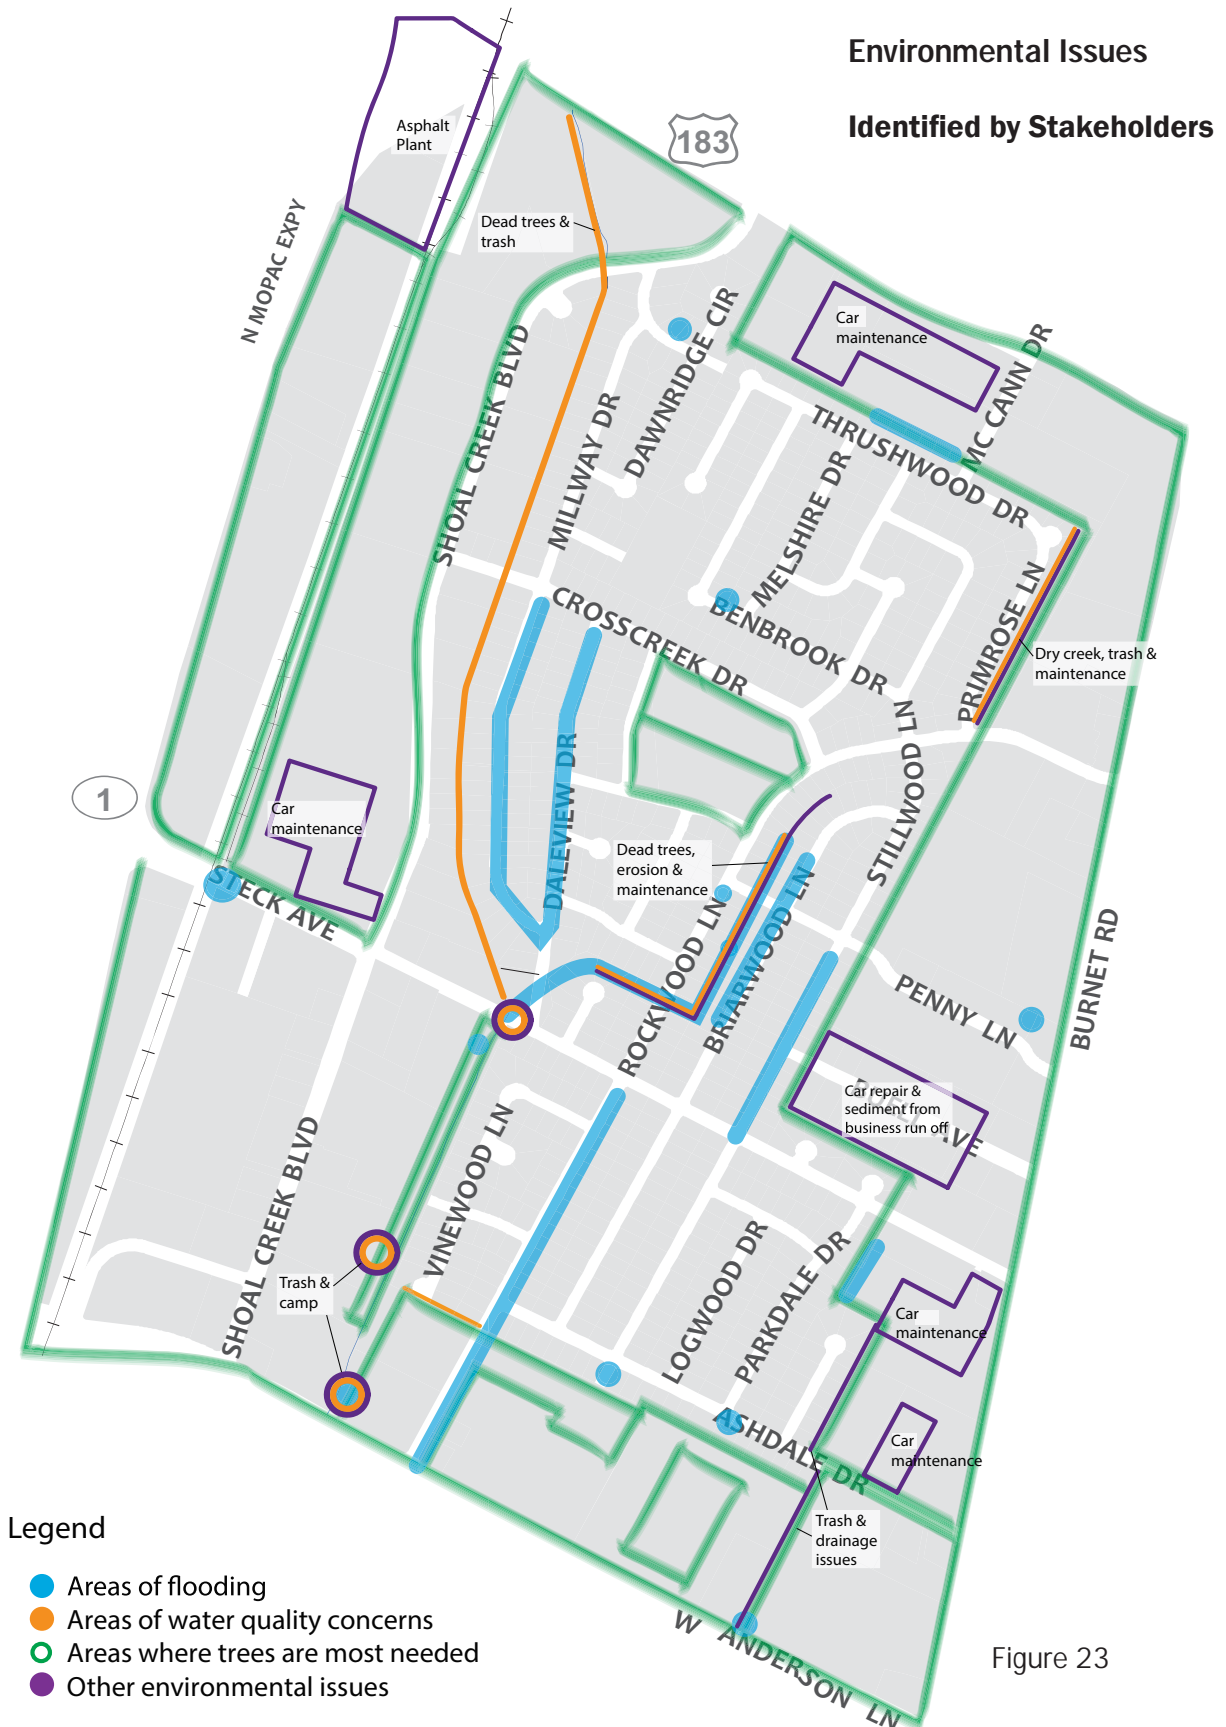 Environmental Issues
Identified by Stakeholders
183
Asphalt
Plant
N MOPAC EXPY
Dead trees &
trash
Car
maintenance
SHOAL CREEK BLVD
MILLWAY DR
DAWNRIDGE CIR
MC CANN DR
THRUSHWOOD DR
MELSHIRE DR
BENBROOK DR
CROSSCREEK DR
PRIMROSE LN
Dry creek, trash &
maintenance
STILLWOOD LN
1
Car
maintenance
DALEVIEW DR
Dead trees,
erosion &
maintenance
STECK AVE
ROCKWOOD LN
BRIARWOOD LN
PENNY LN
BURNET RD
Car repair &
sediment from
business run off
BUELL AVE
VINEWOOD LN
SHOAL CREEK BLVD
Trash &
camp
LOGWOOD DR
PARKDALE DR
Car
maintenance
ASHDALE DR
Car
maintenance
Trash &
drainage
issues
W ANDERSON LN
Legend
Areas of flooding
Areas of water quality concerns
Areas where trees are most needed
Other environmental issues
Figure 23